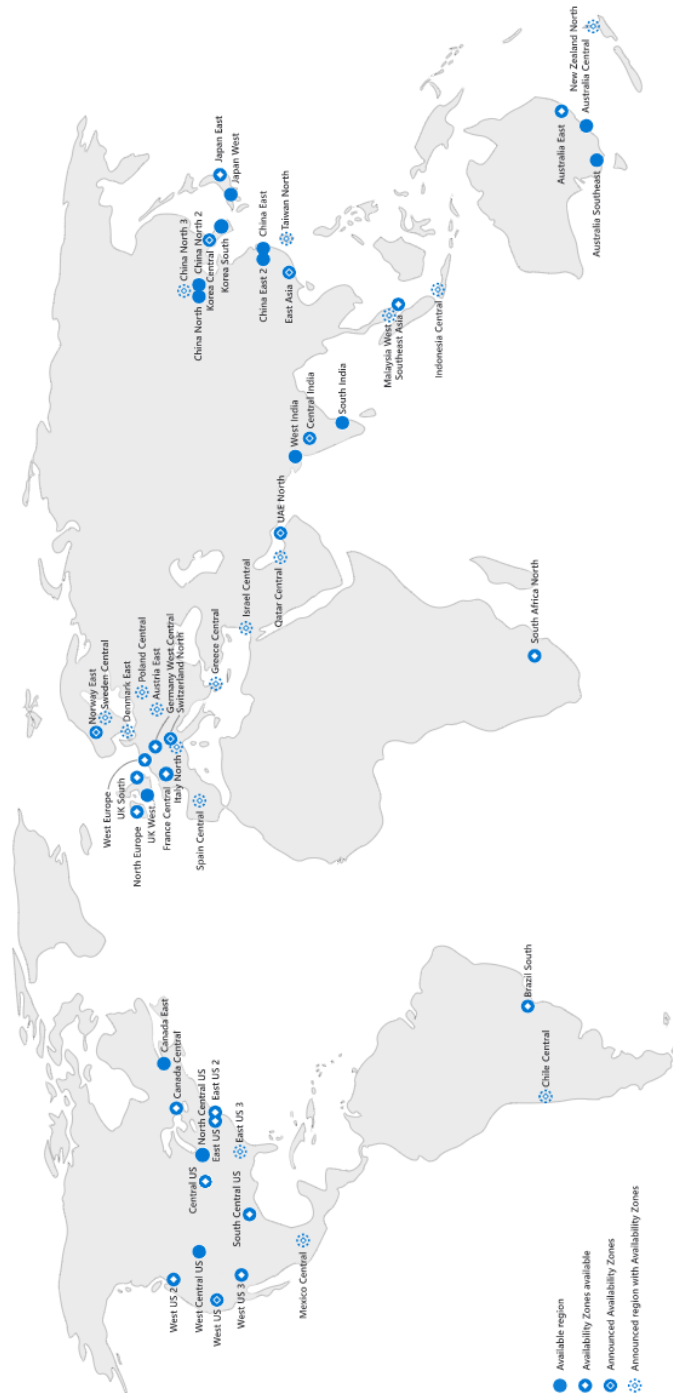 West US 2
West Central US
West US
West US 3
Mexico Central
Central US
South Central US
North Central US
East US
East US 2
East US 3
Canada East
Canada Central
Brazil South
Chile Central
North Europe
UK West
UK South
West Europe
France Central
Spain Central
Italy North
Norway East
Sweden Central
Denmark East
Poland Central
Austria East
Germany West Central
Switzerland North
Greece Central
Israel Central
Qatar Central
UAE North
South Africa North
West India
Central India
South India
China North
China North 3
China North 2
Korea Central
Korea South
Japan East
Japan West
China East
China East 2
East Asia
Taiwan North
Malaysia West
Southeast Asia
Indonesia Central
Australia East
Australia Southeast
Australia Central
New Zealand North
Available region
Availability Zones available
Announced Availability Zones
Announced region with Availability Zones